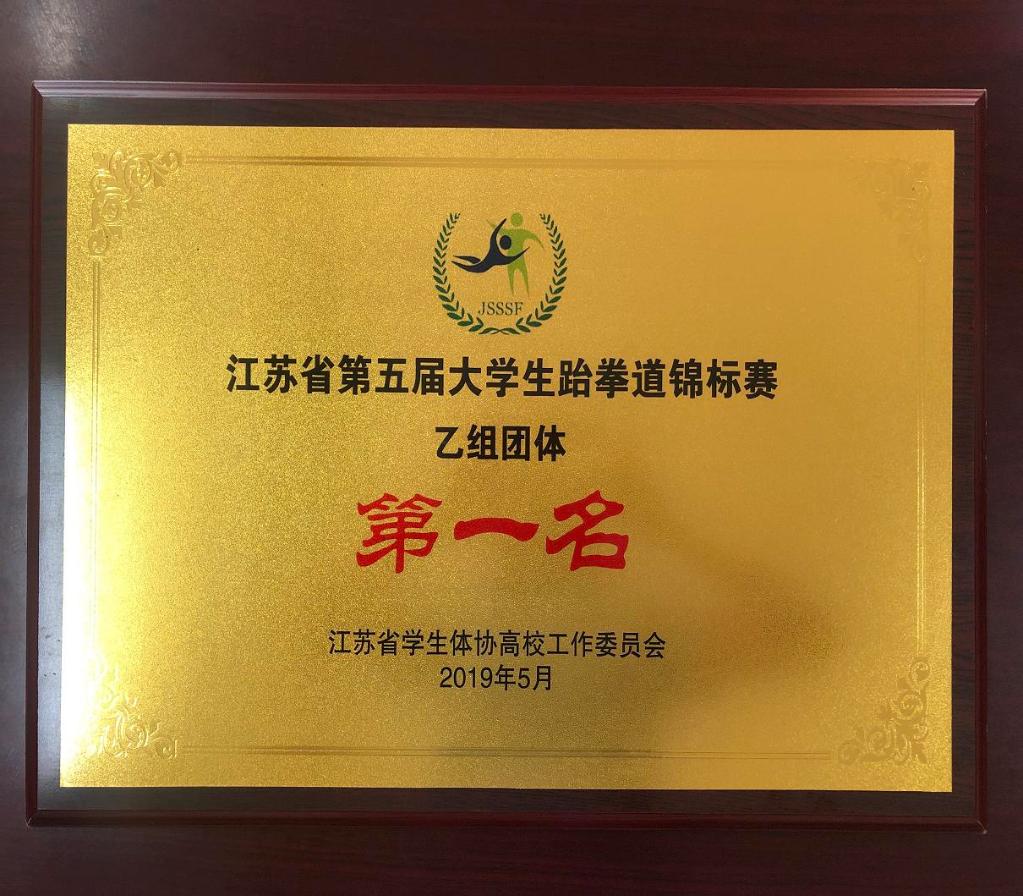 JSSSF
江苏省第五届大学生跆拳道锦标赛
乙组团体
第一名
江苏省学生体协高校工作委员会
2019年5月